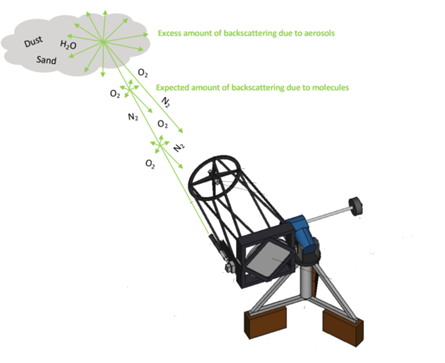 Excess amount of backscattering due to aerosols
Dust
H₂O
Sand
O₂
Expected amount of backscattering due to molecules
O₂
N₂
N₂
O₂
N₂
O₂